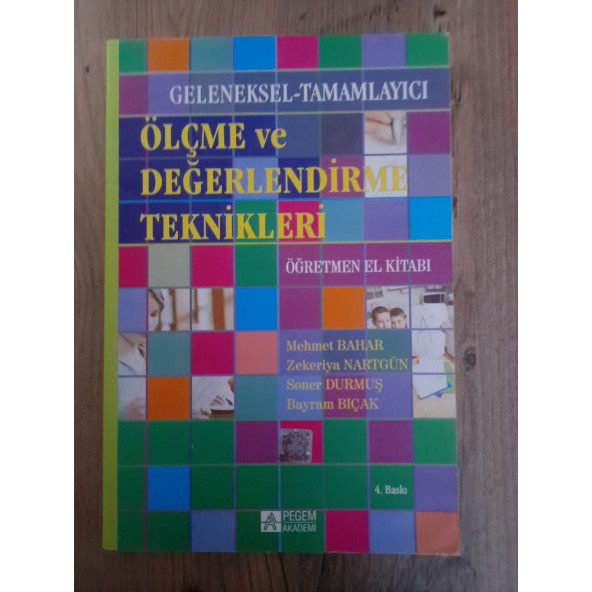 GELENEKSEL-TAMAMLAYICI
ÖLÇME ve
DEĞERLENDİRME
TEKNİKLERİ
ÖĞRETMEN EL KİTABI
Mehmet BAHAR
Zekeriya NARTGÜN
Soner DURMUŞ
Bayram BIÇAK
4. Baskı
PEGEM
AKADEMİ